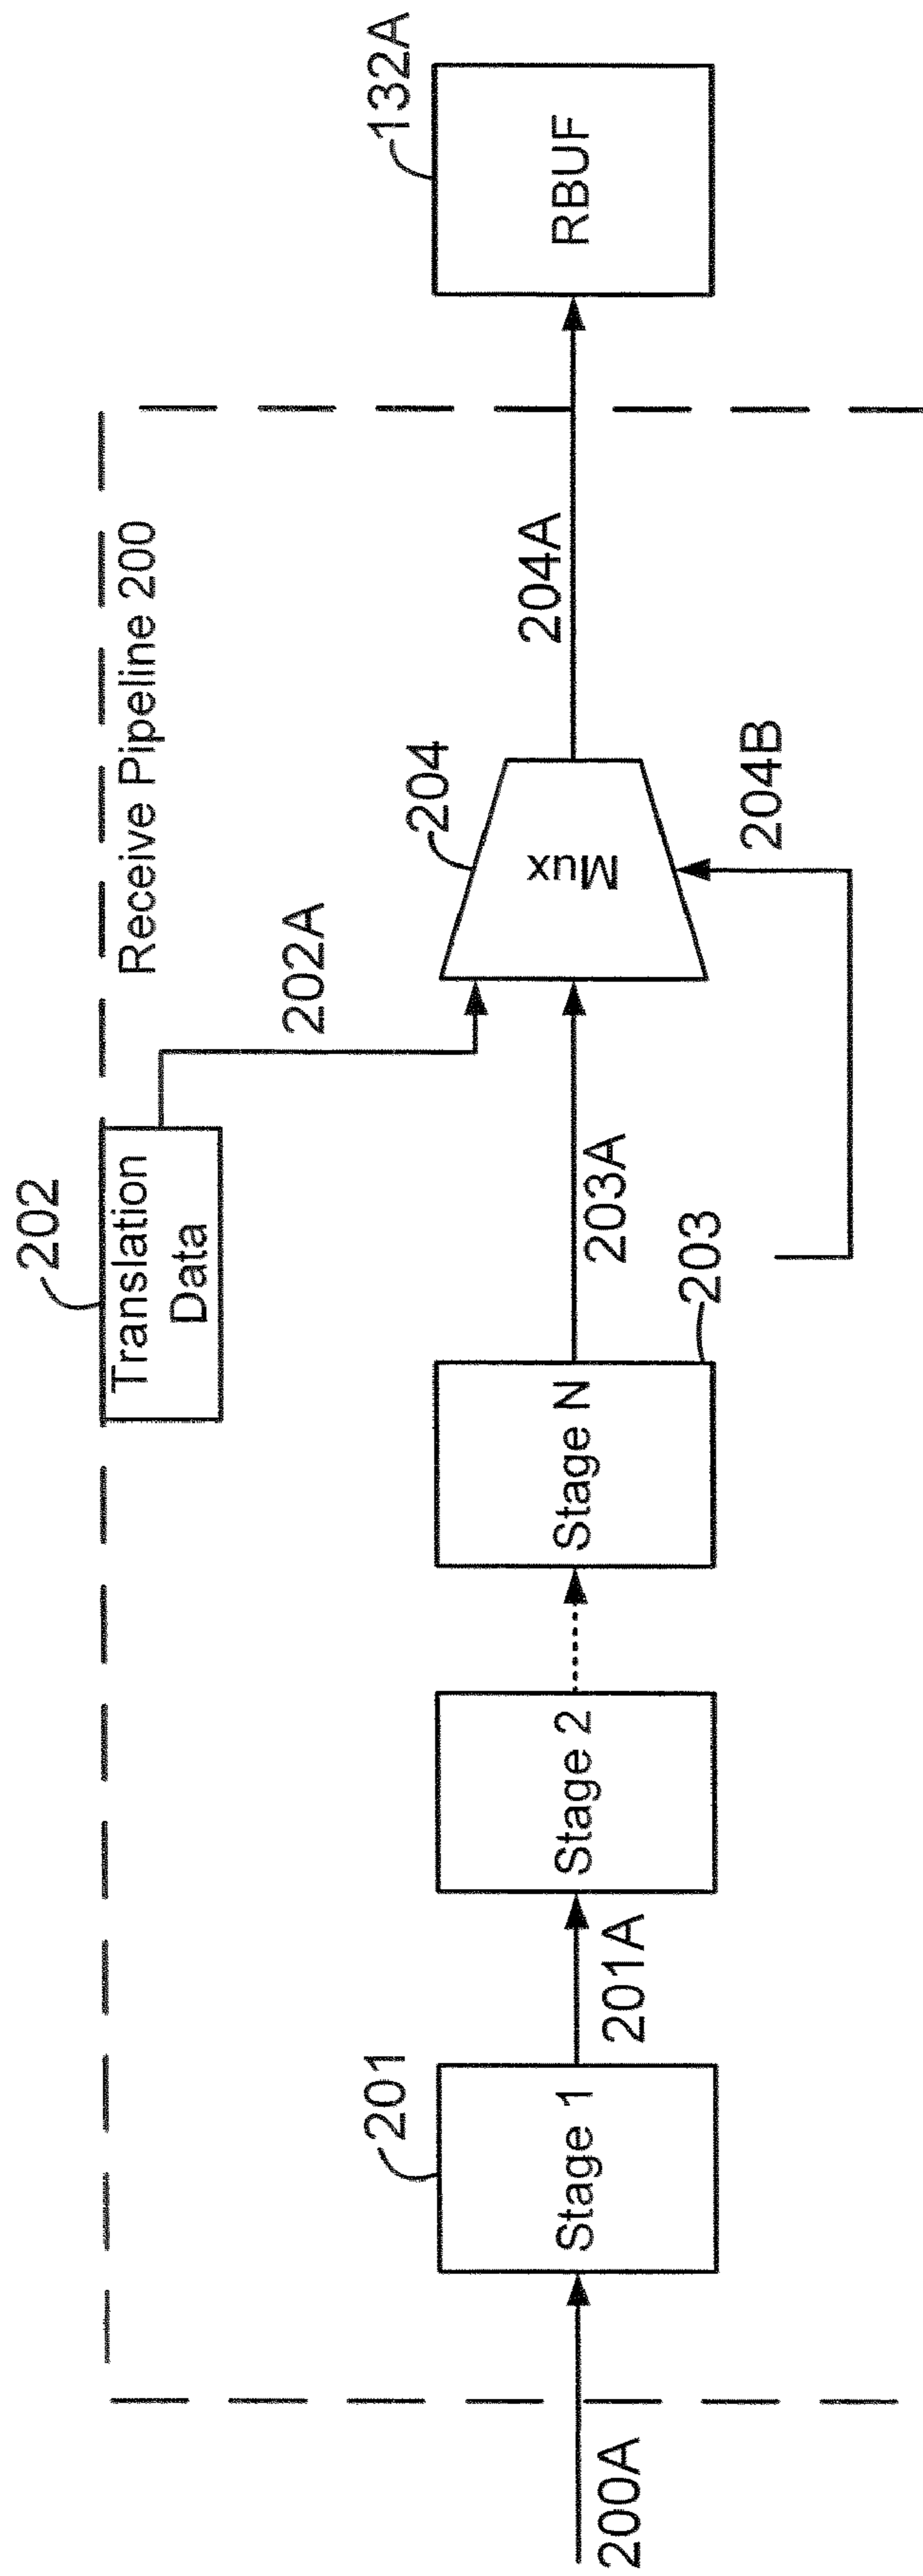 Receive Pipeline 200
202
Translation
Data
202A
132A
RBUF
204
Mux
204A
204B
201
Stage 1
201A
Stage 2
Stage N
203A
203
200A